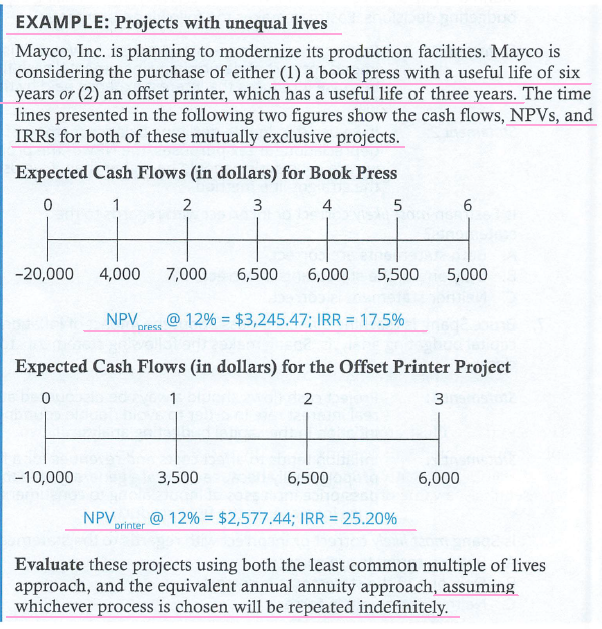 EXAMPLE: Projects with unequal lives
Mayco, Inc. is planning to modernize its production facilities. Mayco is
considering the purchase of either (1) a book press with a useful life of six
years or (2) an offset printer, which has a useful life of three years. The time
lines presented in the following two figures show the cash flows, NPVs, and
IRRs for both of these mutually exclusive projects.
Expected Cash Flows (in dollars) for Book Press
0 1 2 3 4 5 6
–20,000 4,000 7,000 6,500 6,000 5,500 5,000
NPVpress @ 12% = $3,245.47; IRR = 17.5%
Expected Cash Flows (in dollars) for the Offset Printer Project
0 1 2 3
–10,000 3,500 6,500 6,000
NPVprinter @ 12% = $2,577.44; IRR = 25.20%
Evaluate these projects using both the least common multiple of lives
approach, and the equivalent annual annuity approach, assuming
whichever process is chosen will be repeated indefinitely.